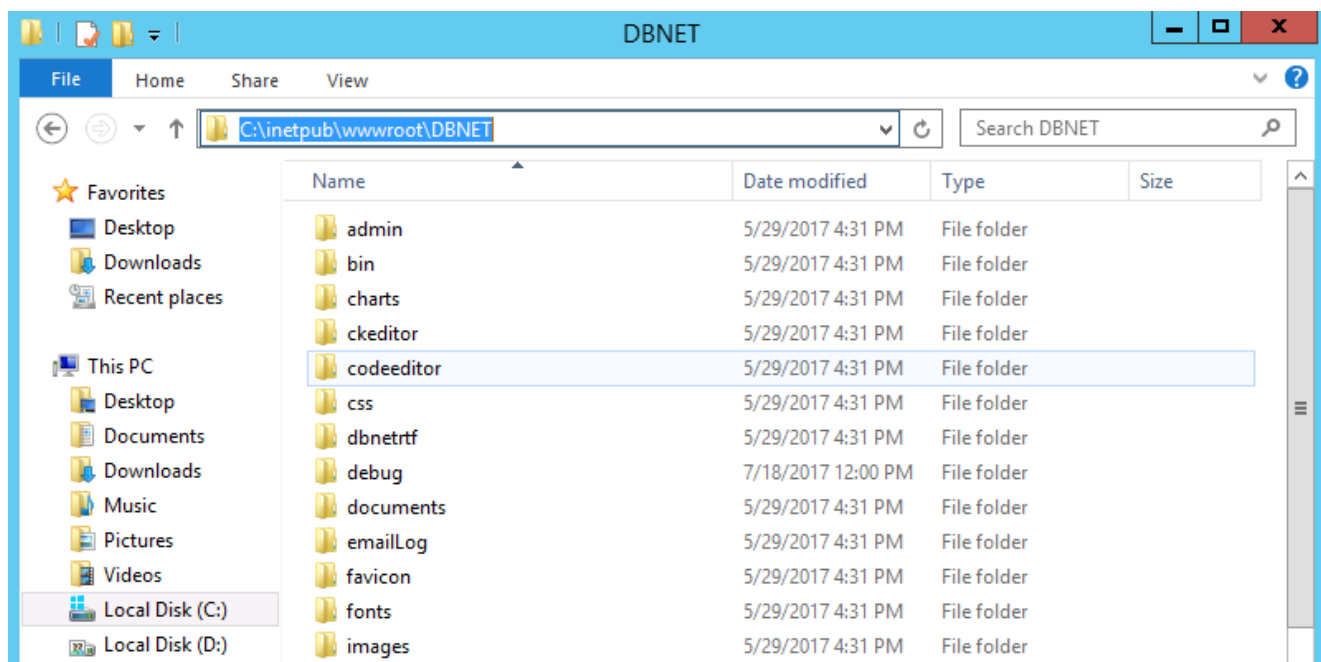 DBNET
File Home Share View
C:\inetpub\wwwroot\DBNET Search DBNET
Name Date modified Type Size
Favorites
Desktop
Downloads
Recent places
This PC
Desktop
Documents
Downloads
Music
Pictures
Videos
Local Disk (C:)
Local Disk (D:)
admin 5/29/2017 4:31 PM File folder
bin 5/29/2017 4:31 PM File folder
charts 5/29/2017 4:31 PM File folder
ckeditor 5/29/2017 4:31 PM File folder
codeeditor 5/29/2017 4:31 PM File folder
css 5/29/2017 4:31 PM File folder
dbnetrtf 5/29/2017 4:31 PM File folder
debug 7/18/2017 12:00 PM File folder
documents 5/29/2017 4:31 PM File folder
emailLog 5/29/2017 4:31 PM File folder
favicon 5/29/2017 4:31 PM File folder
fonts 5/29/2017 4:31 PM File folder
images 5/29/2017 4:31 PM File folder